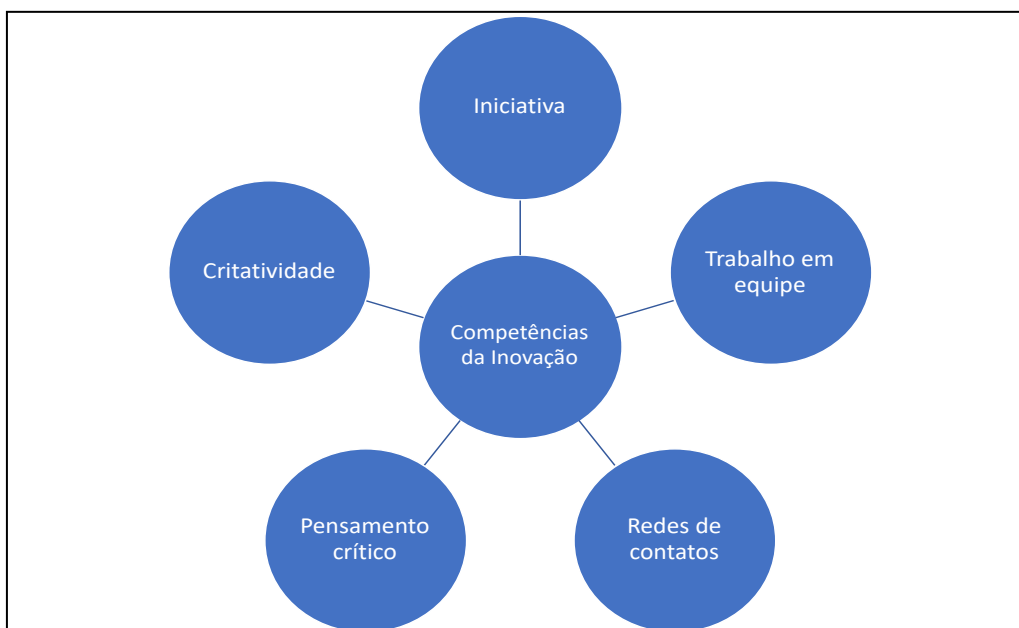 Iniciativa
Critatividade
Trabalho em
equipe
Competências
da Inovação
Pensamento
crítico
Redes de
contatos